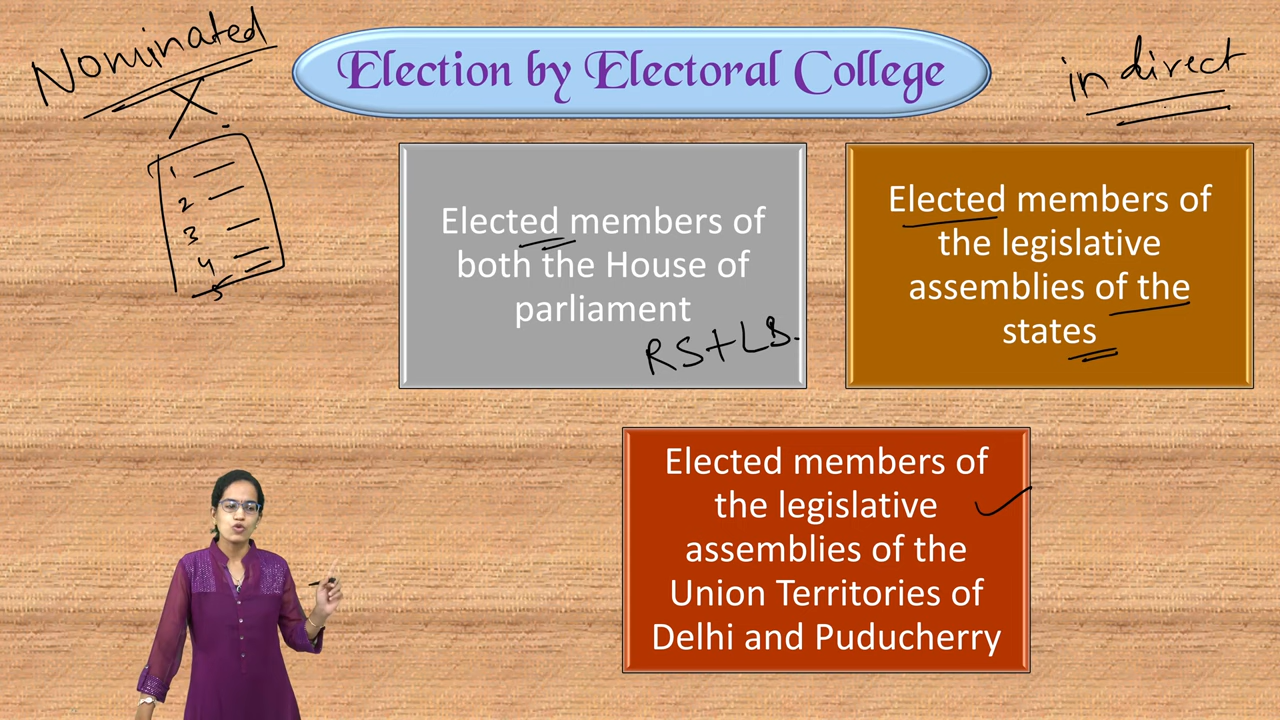 Nominated
Election by Electoral College
in direct
1
2
3
4
5
Elected members of
both the House of
parliament
RS+LS.
Elected members of
the legislative
assemblies of the
states
Elected members of
the legislative
assemblies of the
Union Territories of
Delhi and Puducherry